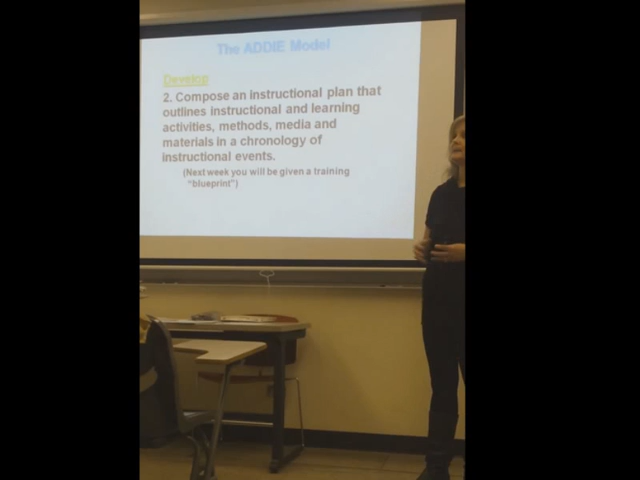 The ADDIE Model
Develop
2. Compose an instructional plan that
outlines instructional and learning
activities, methods, media and
materials in a chronology of
instructional events.
(Next week you will be given a training
"blueprint")